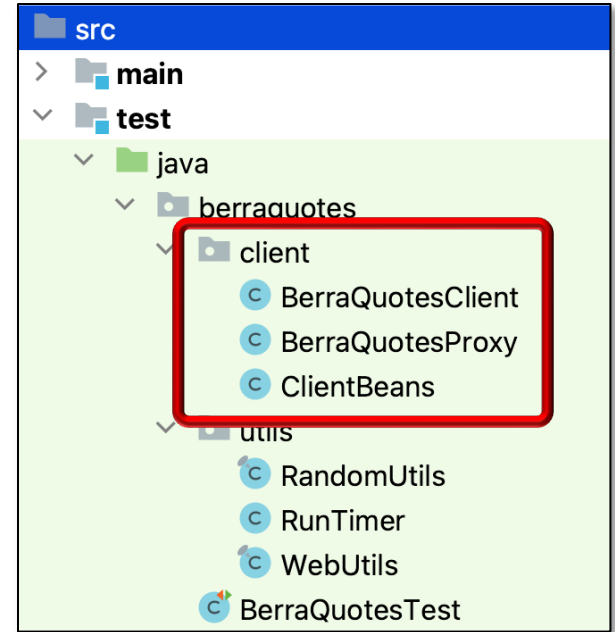 src
main
test
java
berraquotes
client
BerraQuotesClient
BerraQuotesProxy
ClientBeans
utils
RandomUtils
RunTimer
WebUtils
BerraQuotesTest